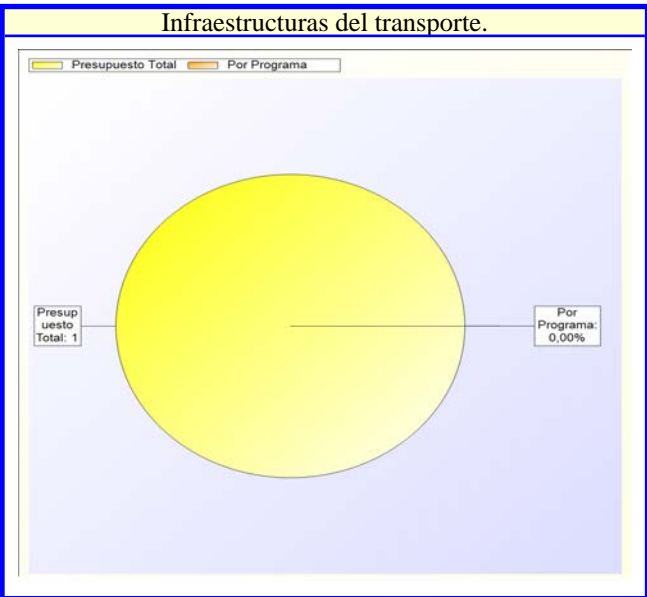 Infraestructuras del transporte.
Presupuesto Total Por Programa
Presup
uesto
Total: 1
Por
Programa:
0,00%